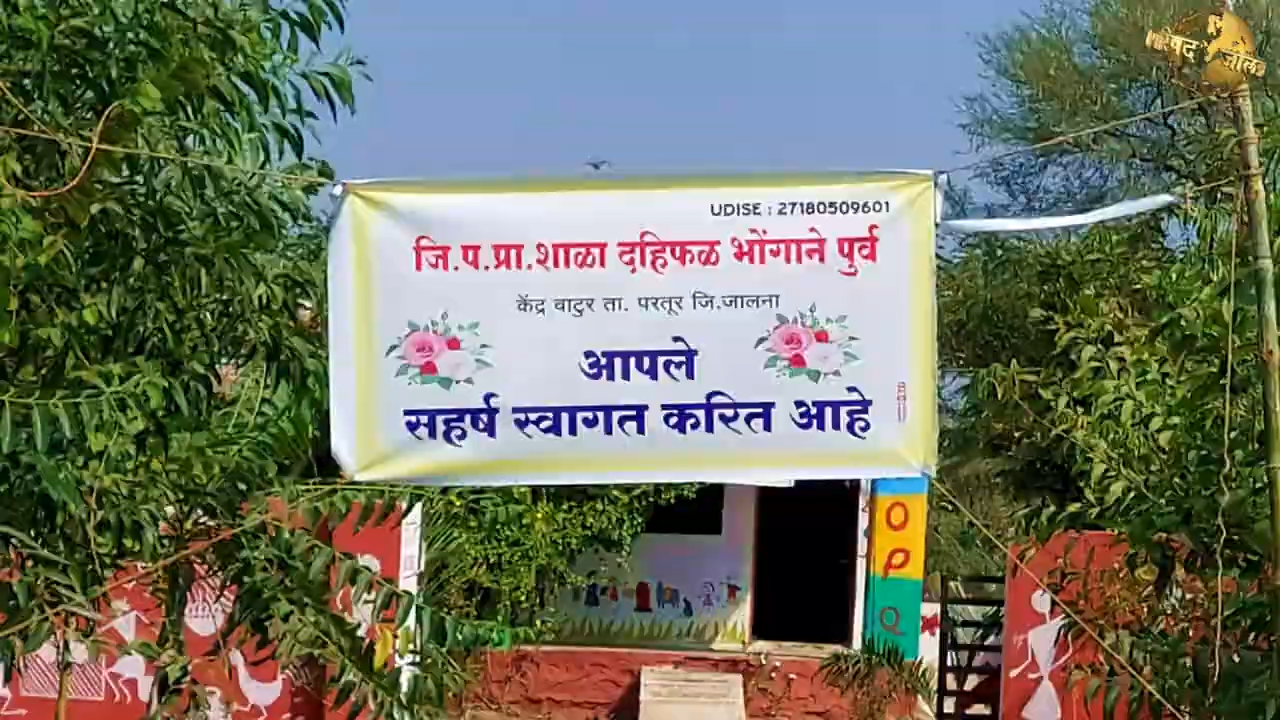 UDISE : 27180509601
जि.प.प्रा.शाळा दहिफळ भोंगाने पुर्व
केंद्र वाटुर ता. परतूर जि.जालना
आपले
सहर्ष स्वागत करित आहे
O
P
Q